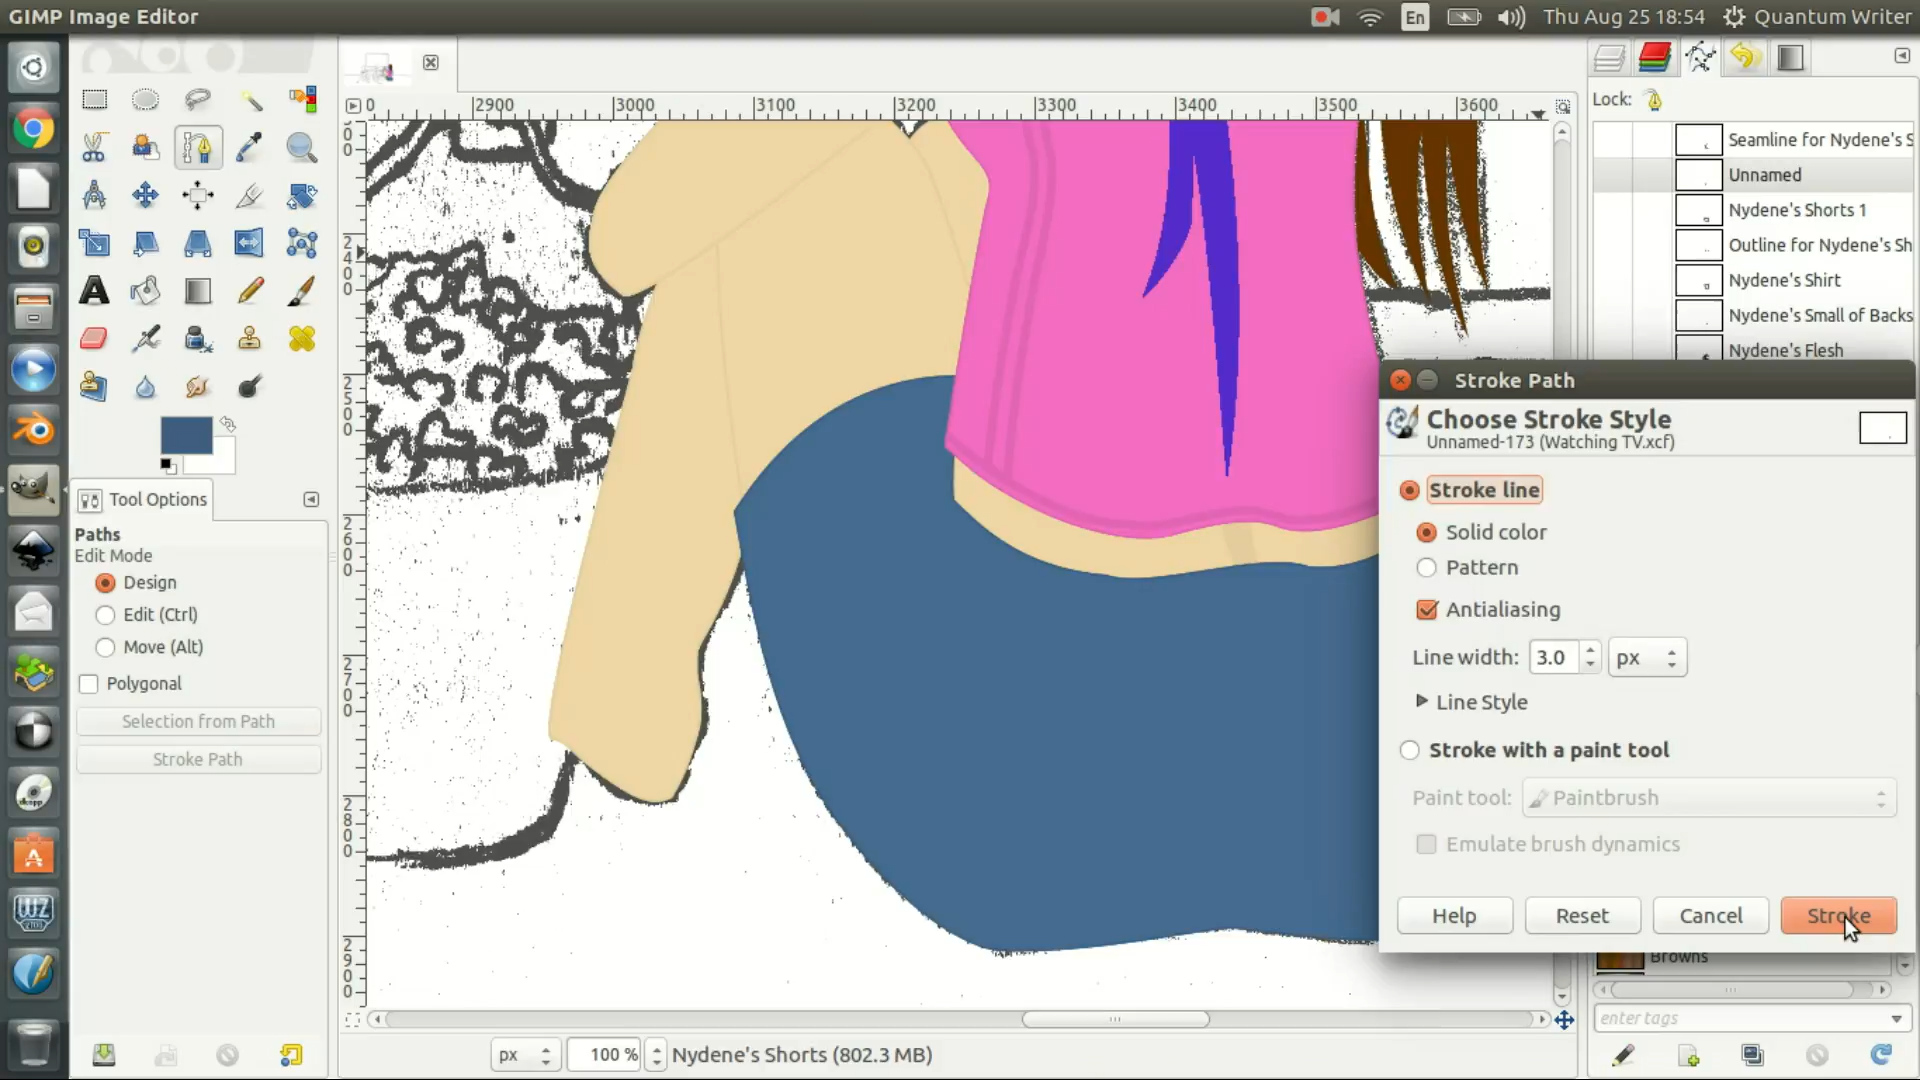 GIMP Image Editor
En
Thu Aug 25 18:54
Quantum Writer
0
2900
3000
3100
3200
3300
3400
3500
3600
Lock:
Seamline for Nydene's S
Unnamed
Nydene's Shorts 1
Outline for Nydene's Sh
Nydene's Shirt
Nydene's Small of Backs
Nydene's Flesh
Tool Options
Paths
Edit Mode
Design
Edit (Ctrl)
Move (Alt)
Polygonal
Selection from Path
Stroke Path
Stroke Path
Choose Stroke Style
Unnamed-173 (Watching TV.xcf)
Stroke line
Solid color
Pattern
Antialiasing
Line width: 3.0 px
Line Style
Stroke with a paint tool
Paint tool: Paintbrush
Emulate brush dynamics
Help
Reset
Cancel
Stroke
Browns
enter tags
px
100 %
Nydene's Shorts (802.3 MB)